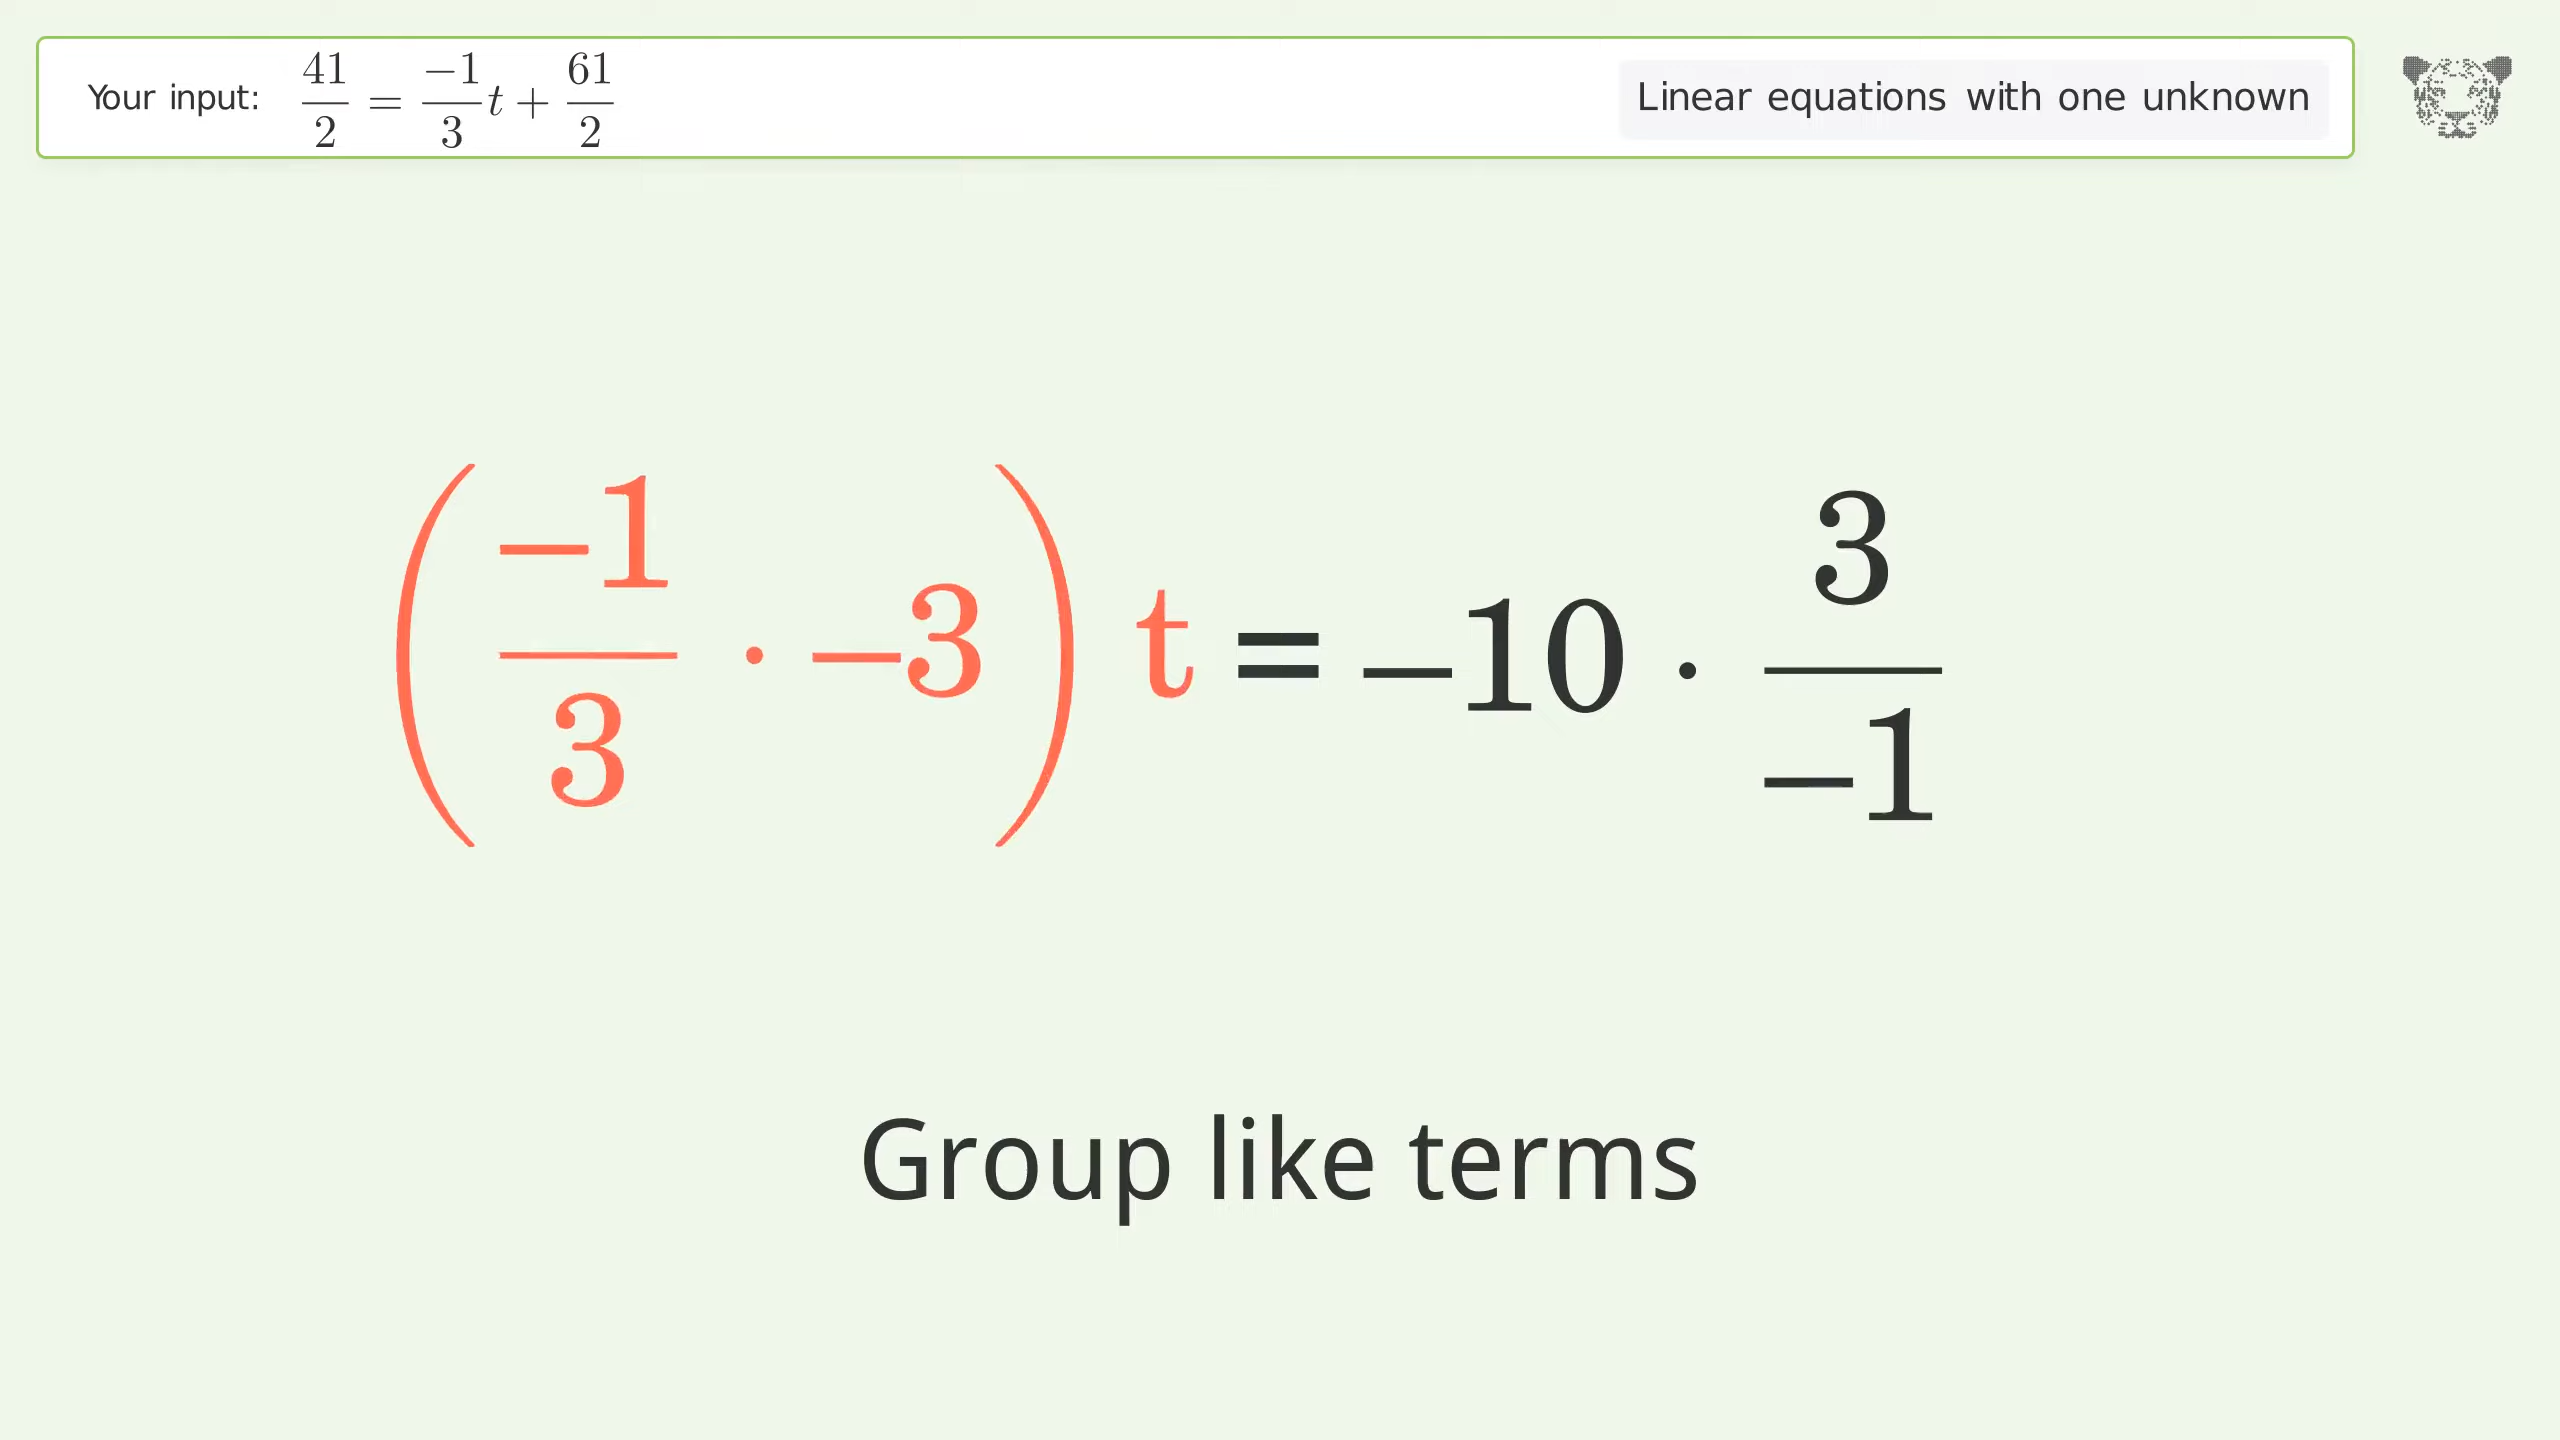 Your input: 41/2 = −1/3 t + 61/2
Linear equations with one unknown
(−1/3 · −3) t = −10 · 3/−1
Group like terms